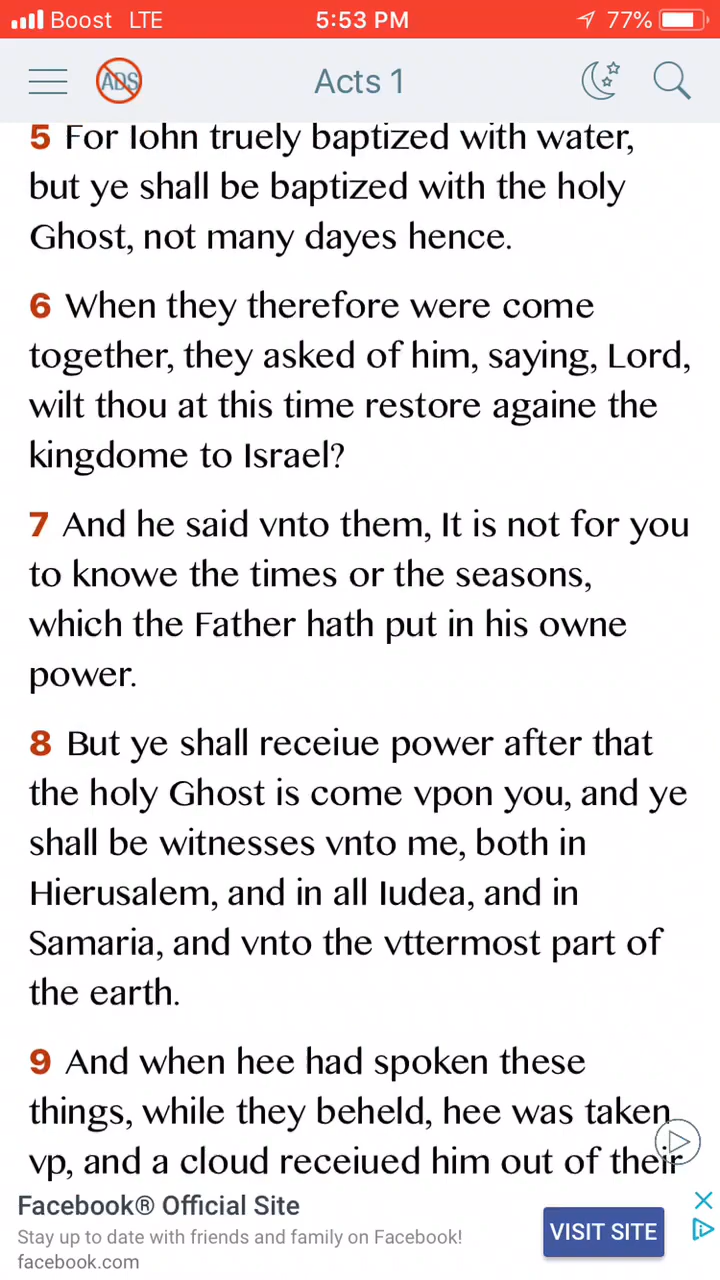 Boost LTE 5:53 PM 77%
ADS Acts 1
5 For Iohn truely baptized with water,
but ye shall be baptized with the holy
Ghost, not many dayes hence.
6 When they therefore were come
together, they asked of him, saying, Lord,
wilt thou at this time restore againe the
kingdome to Israel?
7 And he said vnto them, It is not for you
to knowe the times or the seasons,
which the Father hath put in his owne
power.
8 But ye shall receiue power after that
the holy Ghost is come vpon you, and ye
shall be witnesses vnto me, both in
Hierusalem, and in all Iudea, and in
Samaria, and vnto the vttermost part of
the earth.
9 And when hee had spoken these
things, while they beheld, hee was taken
vp, and a cloud receiued him out of their
Facebook® Official Site
Stay up to date with friends and family on Facebook!
facebook.com
VISIT SITE